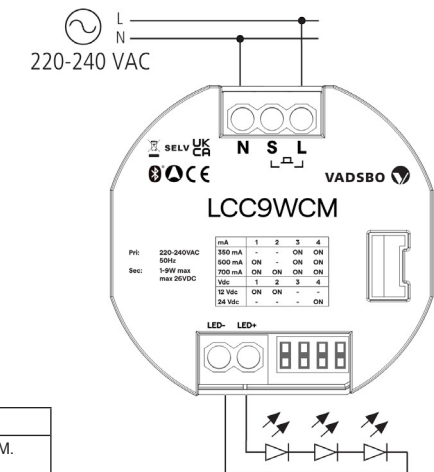 L
N
220-240 VAC
SELV UK CA
N S L
CE
VADSBO
LCC9WCM
Pri: 220-240VAC
50Hz
Sec: 1-9W max
max 26VDC
mA 1 2 3 4
350 mA - - ON ON
500 mA ON - ON ON
700 mA ON ON ON ON
Vdc 1 2 3 4
12 Vdc ON ON - -
24 Vdc - - - ON
LED- LED+
M.